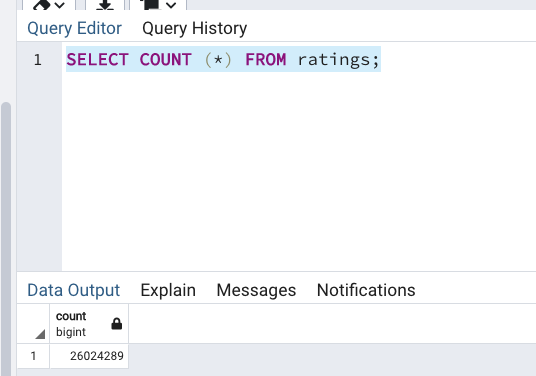 Query Editor Query History
1 SELECT COUNT (*) FROM ratings;
Data Output Explain Messages Notifications
count
bigint
1 26024289